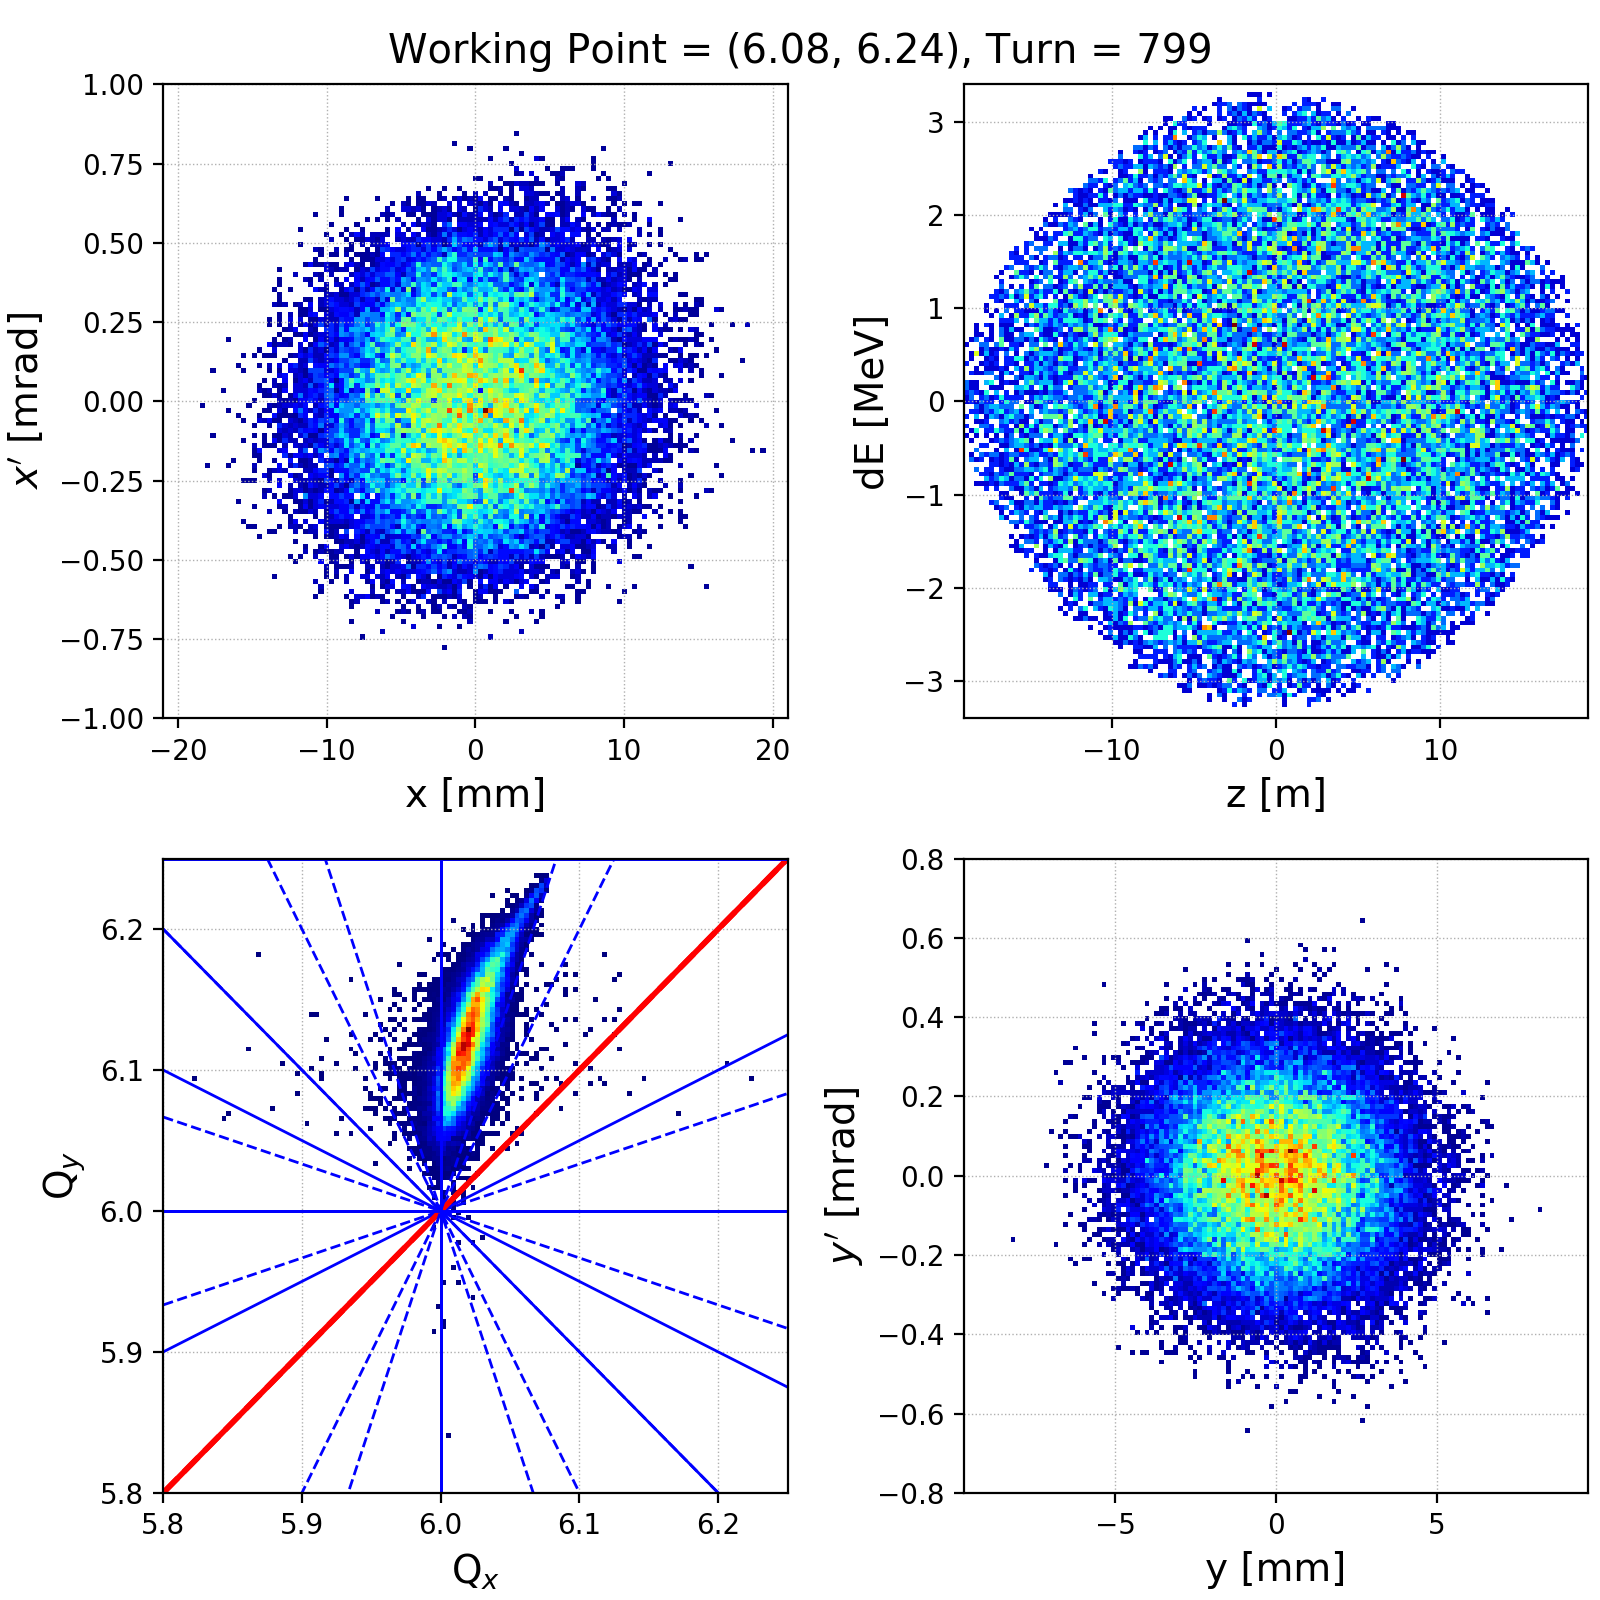 Working Point = (6.08, 6.24), Turn = 799
1.00
0.75
0.50
0.25
0.00
−0.25
−0.50
−0.75
−1.00
x′ [mrad]
−20 −10 0 10 20
x [mm]
3
2
1
0
−1
−2
−3
dE [MeV]
−10 0 10
z [m]
6.2
6.1
6.0
5.9
5.8
Qy
5.8 5.9 6.0 6.1 6.2
Qx
0.8
0.6
0.4
0.2
0.0
−0.2
−0.4
−0.6
−0.8
y′ [mrad]
−5 0 5
y [mm]